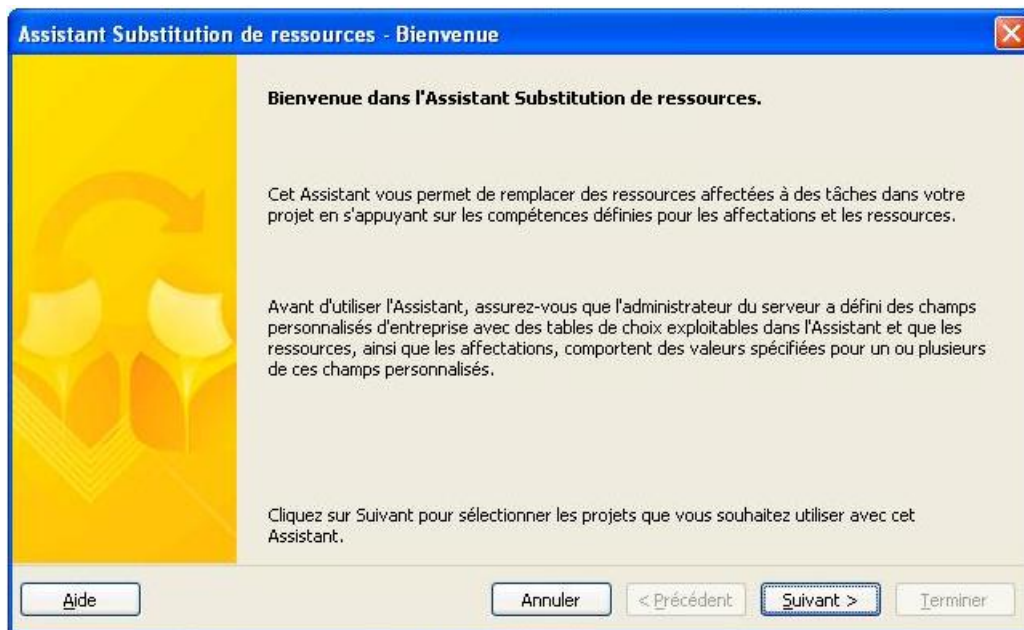 Assistant Substitution de ressources - Bienvenue
Bienvenue dans l'Assistant Substitution de ressources.
Cet Assistant vous permet de remplacer des ressources affectées à des tâches dans votre
projet en s'appuyant sur les compétences définies pour les affectations et les ressources.
Avant d'utiliser l'Assistant, assurez-vous que l'administrateur du serveur a défini des champs
personnalisés d'entreprise avec des tables de choix exploitables dans l'Assistant et que les
ressources, ainsi que les affectations, comportent des valeurs spécifiées pour un ou plusieurs
de ces champs personnalisés.
Cliquez sur Suivant pour sélectionner les projets que vous souhaitez utiliser avec cet
Assistant.
Aide Annuler < Précédent Suivant > Terminer